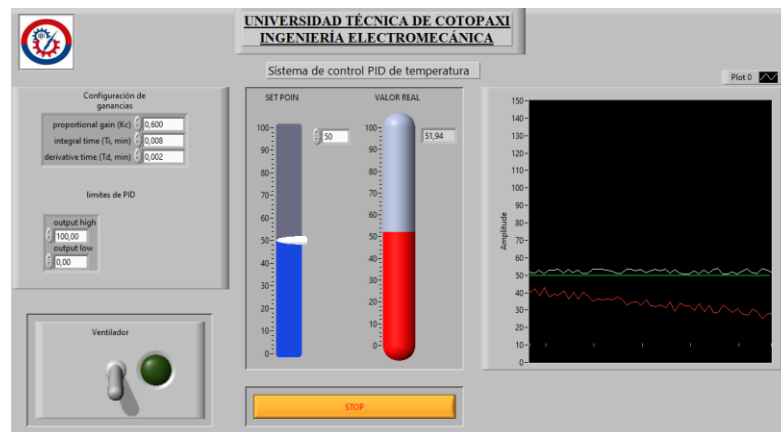 UNIVERSIDAD TÉCNICA DE COTOPAXI
INGENIERÍA ELECTROMECÁNICA
Sistema de control PID de temperatura
Plot 0
Configuración de
ganancias
proportional gain (Kc) 0,600
integral time (Ti, min) 0,008
derivative time (Td, min) 0,002
limites de PID
output high
100,00
output low
0,00
Ventilador
SET POIN
VALOR REAL
50
51,94
100-
90-
80-
70-
60-
50-
40-
30-
20-
10-
0-
100-
90-
80-
70-
60-
50-
40-
30-
20-
10-
0-
STOP
Amplitude
150-
140-
130-
120-
110-
100-
90-
80-
70-
60-
50-
40-
30-
20-
10-
0-